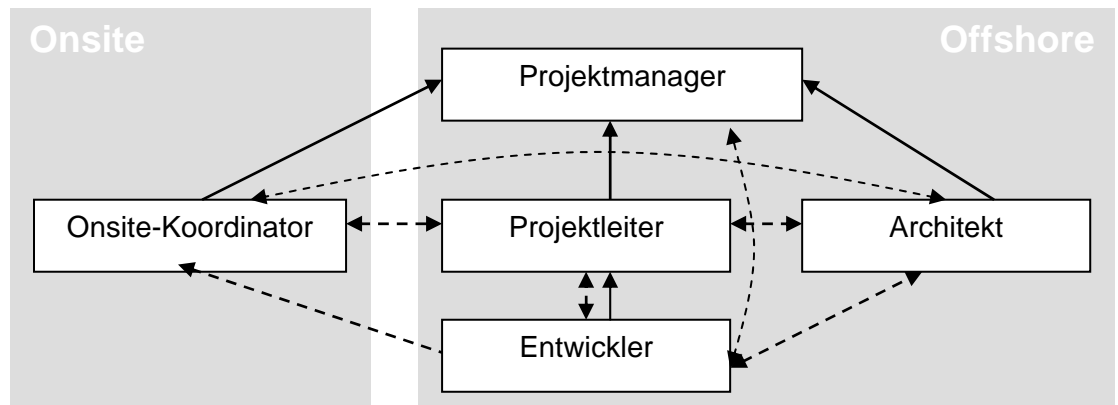 Onsite
Offshore
Projektmanager
Onsite-Koordinator
Projektleiter
Architekt
Entwickler